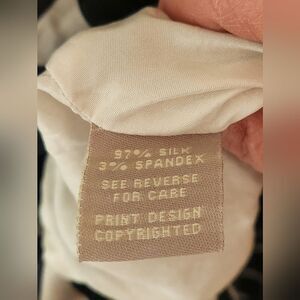 97% SILK
3% SPANDEX
SEE REVERSE
FOR CARE
PRINT DESIGN
COPYRIGHTED